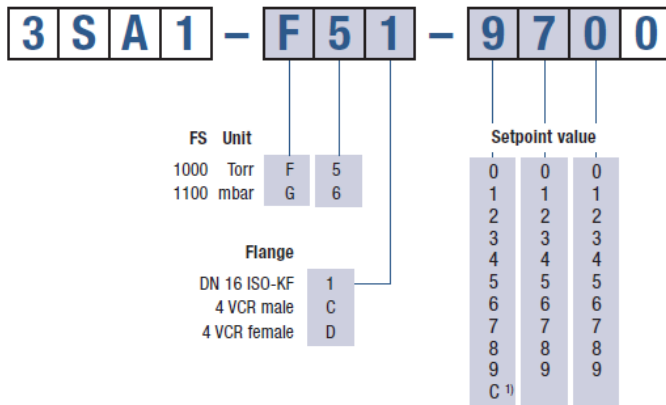 3SA1 – F51 – 9700
FS Unit Setpoint value
1000 Torr F 5 0 0 0
1100 mbar G 6 1 1 1
2 2 2
3 3 3
Flange 4 4 4
DN 16 ISO-KF 1 5 5 5
4 VCR male C 6 6 6
4 VCR female D 7 7 7
8 8 8
9 9 9
C 1)